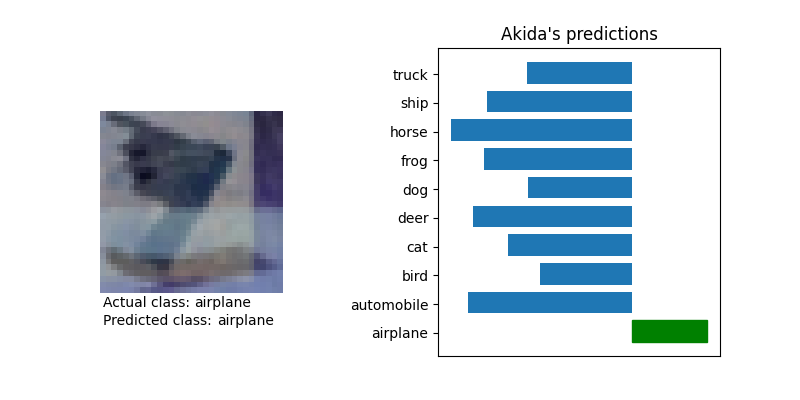 Akida's predictions
truck
ship
horse
frog
dog
deer
cat
bird
automobile
airplane
Actual class: airplane
Predicted class: airplane